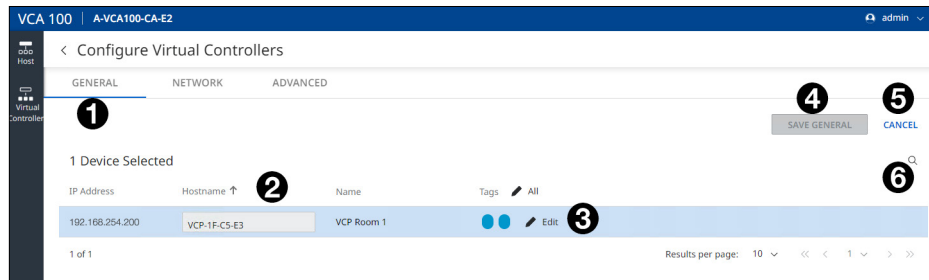 VCA 100 | A-VCA100-CA-E2 admin
Host
< Configure Virtual Controllers
GENERAL NETWORK ADVANCED
Virtual
Controller
1 4 5
SAVE GENERAL CANCEL
1 Device Selected
6
IP Address Hostname ↑ 2 Name Tags All
192.168.254.200 VCP-1F-C5-E3 VCP Room 1 Edit 3
1 of 1 Results per page: 10 << < 1 > >>